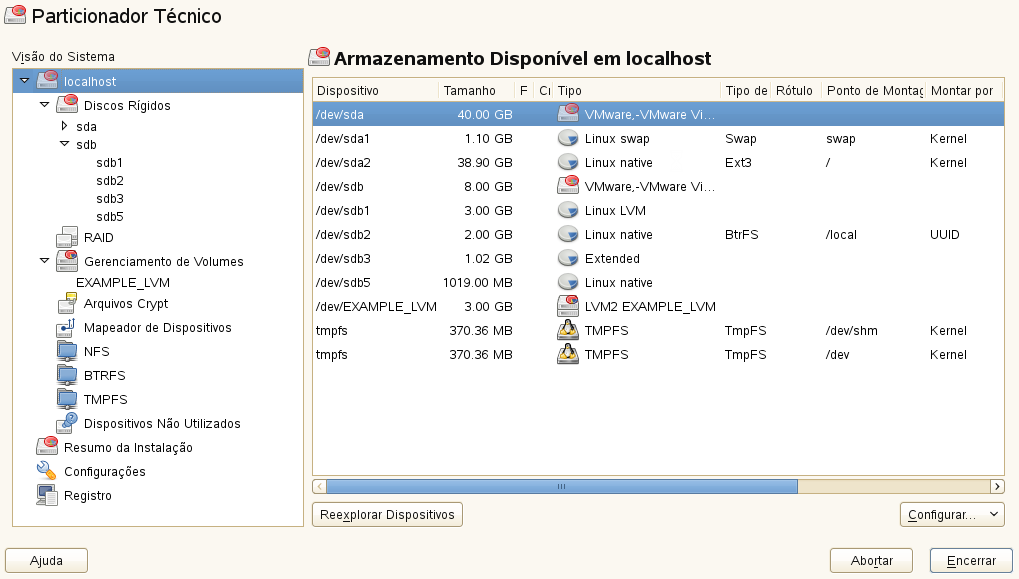 Particionador Técnico
Visão do Sistema
localhost
Discos Rígidos
sda
sdb
sdb1
sdb2
sdb3
sdb5
RAID
Gerenciamento de Volumes
EXAMPLE_LVM
Arquivos Crypt
Mapeador de Dispositivos
NFS
BTRFS
TMPFS
Dispositivos Não Utilizados
Resumo da Instalação
Configurações
Registro
Armazenamento Disponível em localhost
Dispositivo Tamanho F Cr Tipo Tipo de Rótulo Ponto de Montag Montar por
/dev/sda 40.00 GB VMware,-VMware Vi...
/dev/sda1 1.10 GB Linux swap Swap swap Kernel
/dev/sda2 38.90 GB Linux native Ext3 / Kernel
/dev/sdb 8.00 GB VMware,-VMware Vi...
/dev/sdb1 3.00 GB Linux LVM
/dev/sdb2 2.00 GB Linux native BtrFS /local UUID
/dev/sdb3 1.02 GB Extended
/dev/sdb5 1019.00 MB Linux native
/dev/EXAMPLE_LVM 3.00 GB LVM2 EXAMPLE_LVM
tmpfs 370.36 MB TMPFS TmpFS /dev/shm Kernel
tmpfs 370.36 MB TMPFS TmpFS /dev Kernel
Reexplorar Dispositivos
Configurar...
Ajuda
Abortar
Encerrar